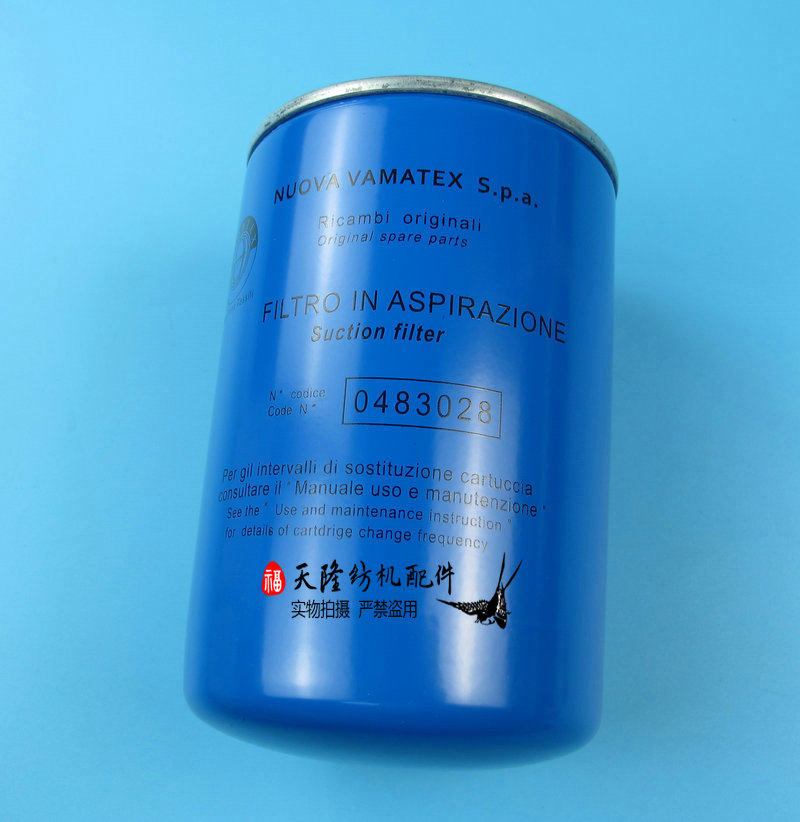 NUOVA VAMATEX S.p.a.
Ricambi originali
Original spare parts
FILTRO IN ASPIRAZIONE
Suction filter
N° codice
Code N°
0483028
Per gil intervalli di sostituzione cartuccia
consultare il "Manuale uso e manutenzione"
See the " Use and maintenance instruction "
for details of cartdrige change frequency
福 天隆纺机配件
实物拍摄 严禁盗用